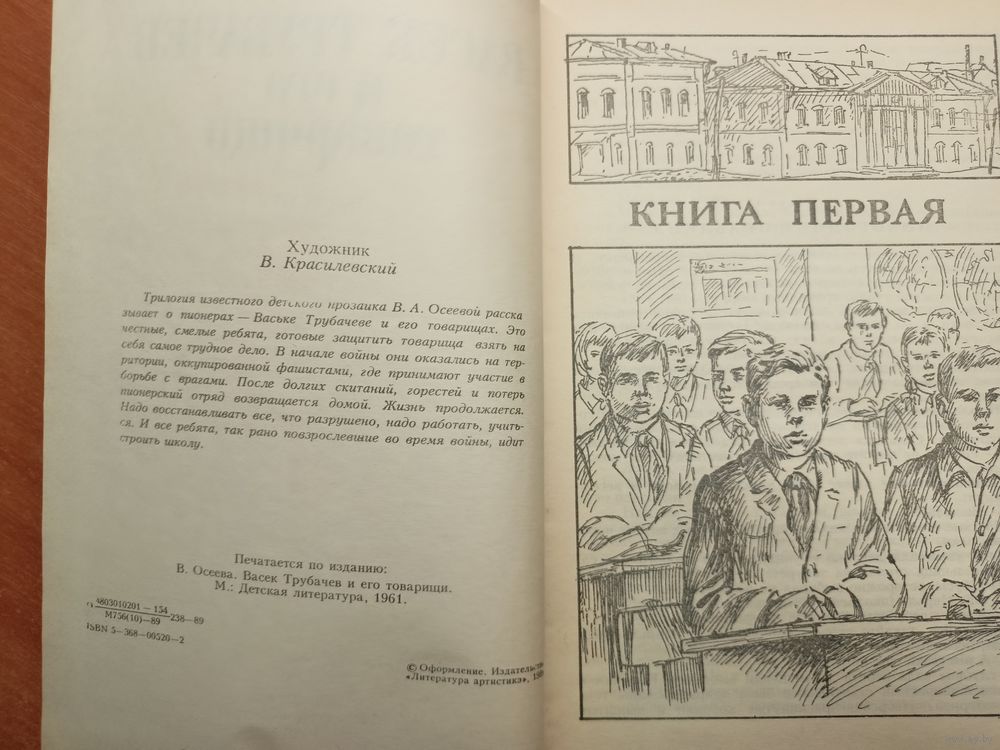 Художник
В. Красилевский
Трилогия известного детского прозаика В. А. Осеевой расска
зывает о пионерах — Ваське Трубачеве и его товарищах. Это
честные, смелые ребята, готовые защитить товарища взять на
себя самое трудное дело. В начале войны они оказались на тер-
ритории, оккупированной фашистами, где принимают участие в
борьбе с врагами. После долгих скитаний, горестей и потерь
пионерский отряд возвращается домой. Жизнь продолжается.
Надо восстанавливать все, что разрушено, надо работать, учить-
ся. И все ребята, так рано повзрослевшие во время войны, идит
строить школу.
Печатается по изданию:
В. Осеева. Васек Трубачев и его товарищи.
М.: Детская литература, 1961.
4803010201 — 154
М756(10) — 89
238—89
ISBN 5—368—00520—2
© Оформление. Издательство
«Литература артистикэ»,
КНИГА ПЕРВАЯ